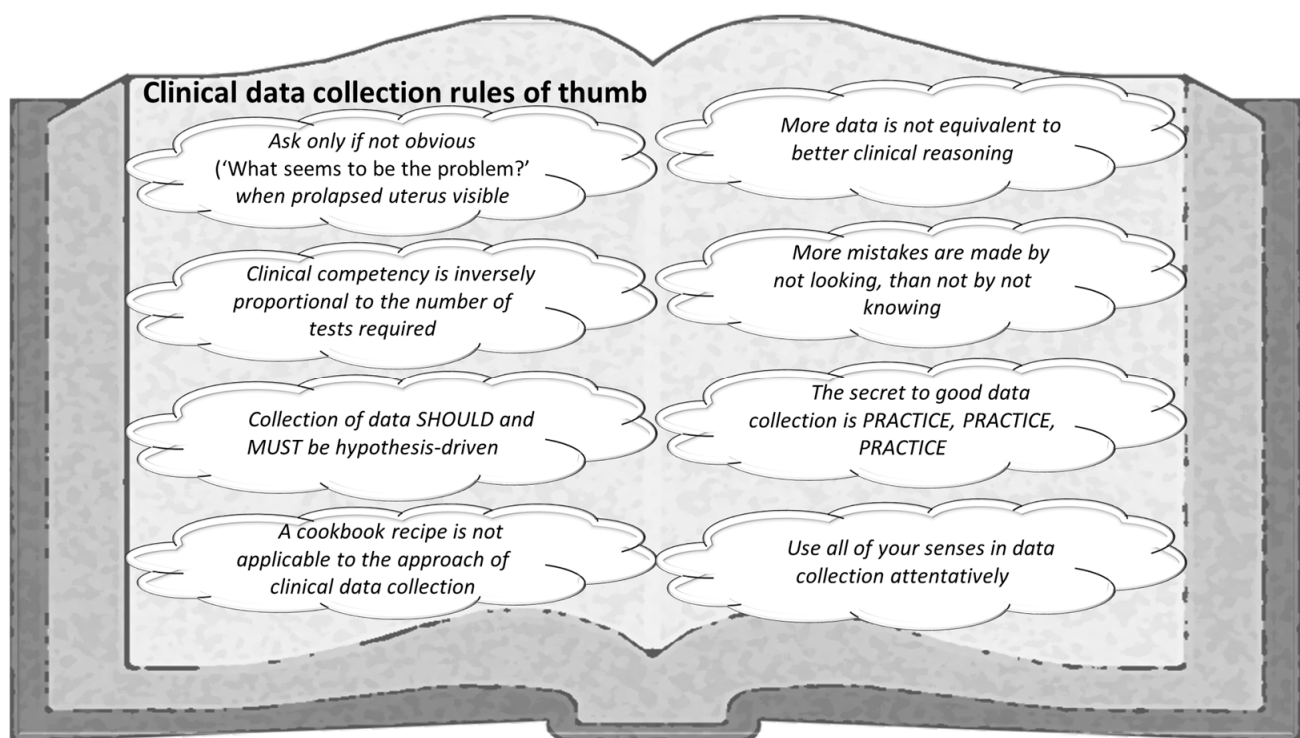 Clinical data collection rules of thumb
Ask only if not obvious
(‘What seems to be the problem?’
when prolapsed uterus visible
Clinical competency is inversely
proportional to the number of
tests required
Collection of data SHOULD and
MUST be hypothesis-driven
A cookbook recipe is not
applicable to the approach of
clinical data collection
More data is not equivalent to
better clinical reasoning
More mistakes are made by
not looking, than not by not
knowing
The secret to good data
collection is PRACTICE, PRACTICE,
PRACTICE
Use all of your senses in data
collection attentatively